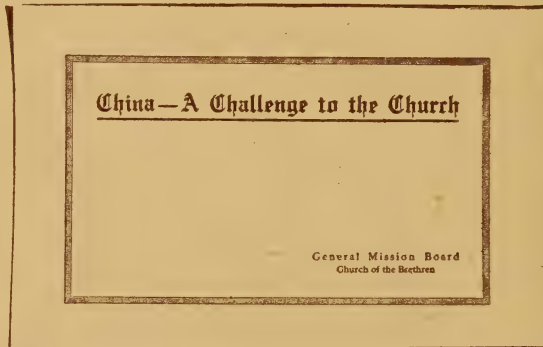 China—A Challenge to the Church
General Mission Board
Church of the Brethren